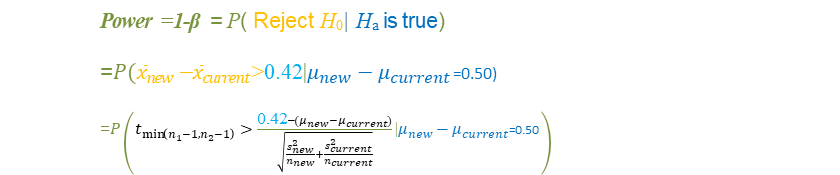 Power =1-β = P( Reject H₀| Hₐ is true)
=P(x̄new −x̄current>0.42|μnew − μcurrent=0.50)
=P(t_min(n₁−1,n₂−1) > (0.42−(μnew−μcurrent))/√(s²new/nnew + s²current/ncurrent) |μnew − μcurrent=0.50)